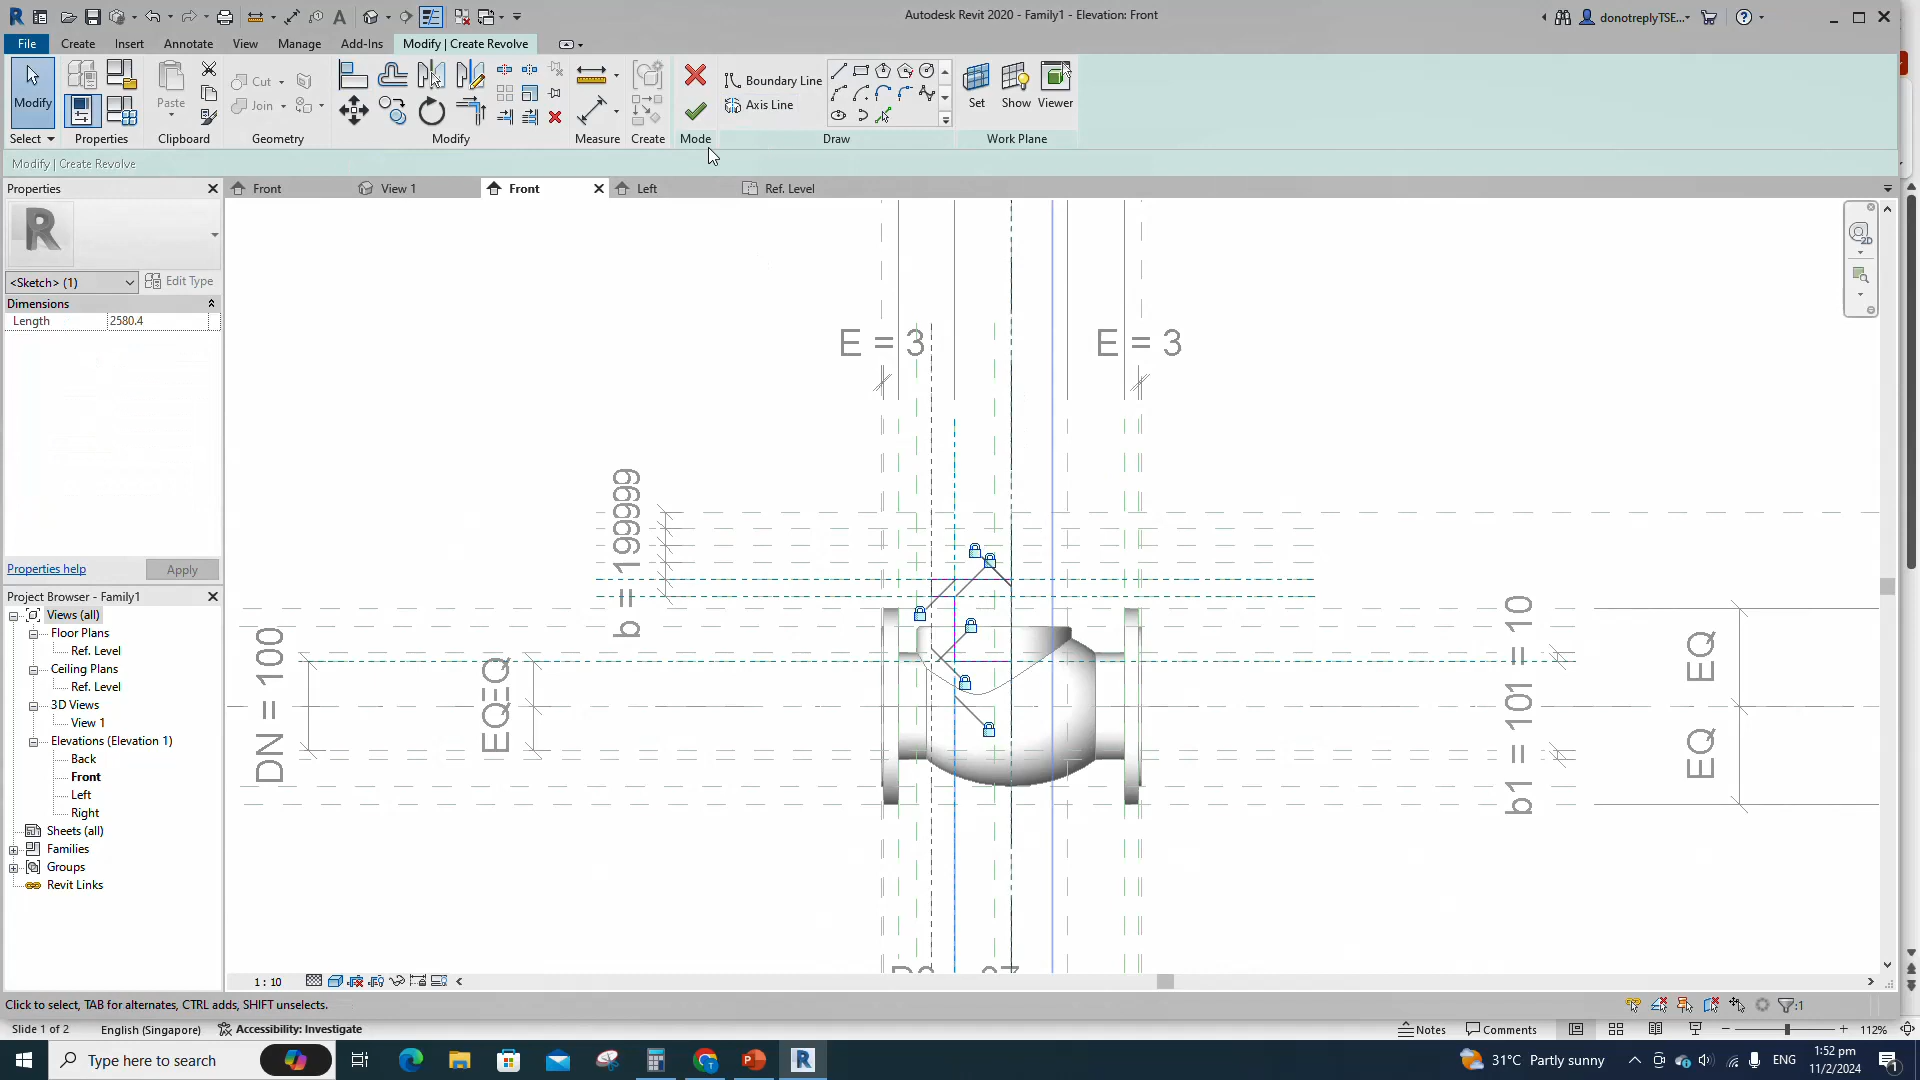 Autodesk Revit 2020 - Family1 - Elevation: Front
donotreplyTSE...
File Create Insert Annotate View Manage Add-Ins Modify | Create Revolve
Modify
Paste
Cut
Join
Boundary Line
Axis Line
Set Show Viewer
Select Properties Clipboard Geometry Modify Measure Create Mode Draw Work Plane
Modify | Create Revolve
Properties
Front View 1 Front Left Ref. Level
R
<Sketch> (1)
Edit Type
Dimensions
Length 2580.4
E = 3 E = 3
b = 199999
DN = 100
EQEQ
b1 = 101 = 10
EQ
EQ
Properties help Apply
Project Browser - Family1
Views (all)
Floor Plans
Ref. Level
Ceiling Plans
Ref. Level
3D Views
View 1
Elevations (Elevation 1)
Back
Front
Left
Right
Sheets (all)
Families
Groups
Revit Links
1 : 10
Click to select, TAB for alternates, CTRL adds, SHIFT unselects.
:1
Slide 1 of 2 English (Singapore) Accessibility: Investigate Notes Comments 112%
Type here to search
31°C Partly sunny
ENG
1:52 pm
11/2/2024